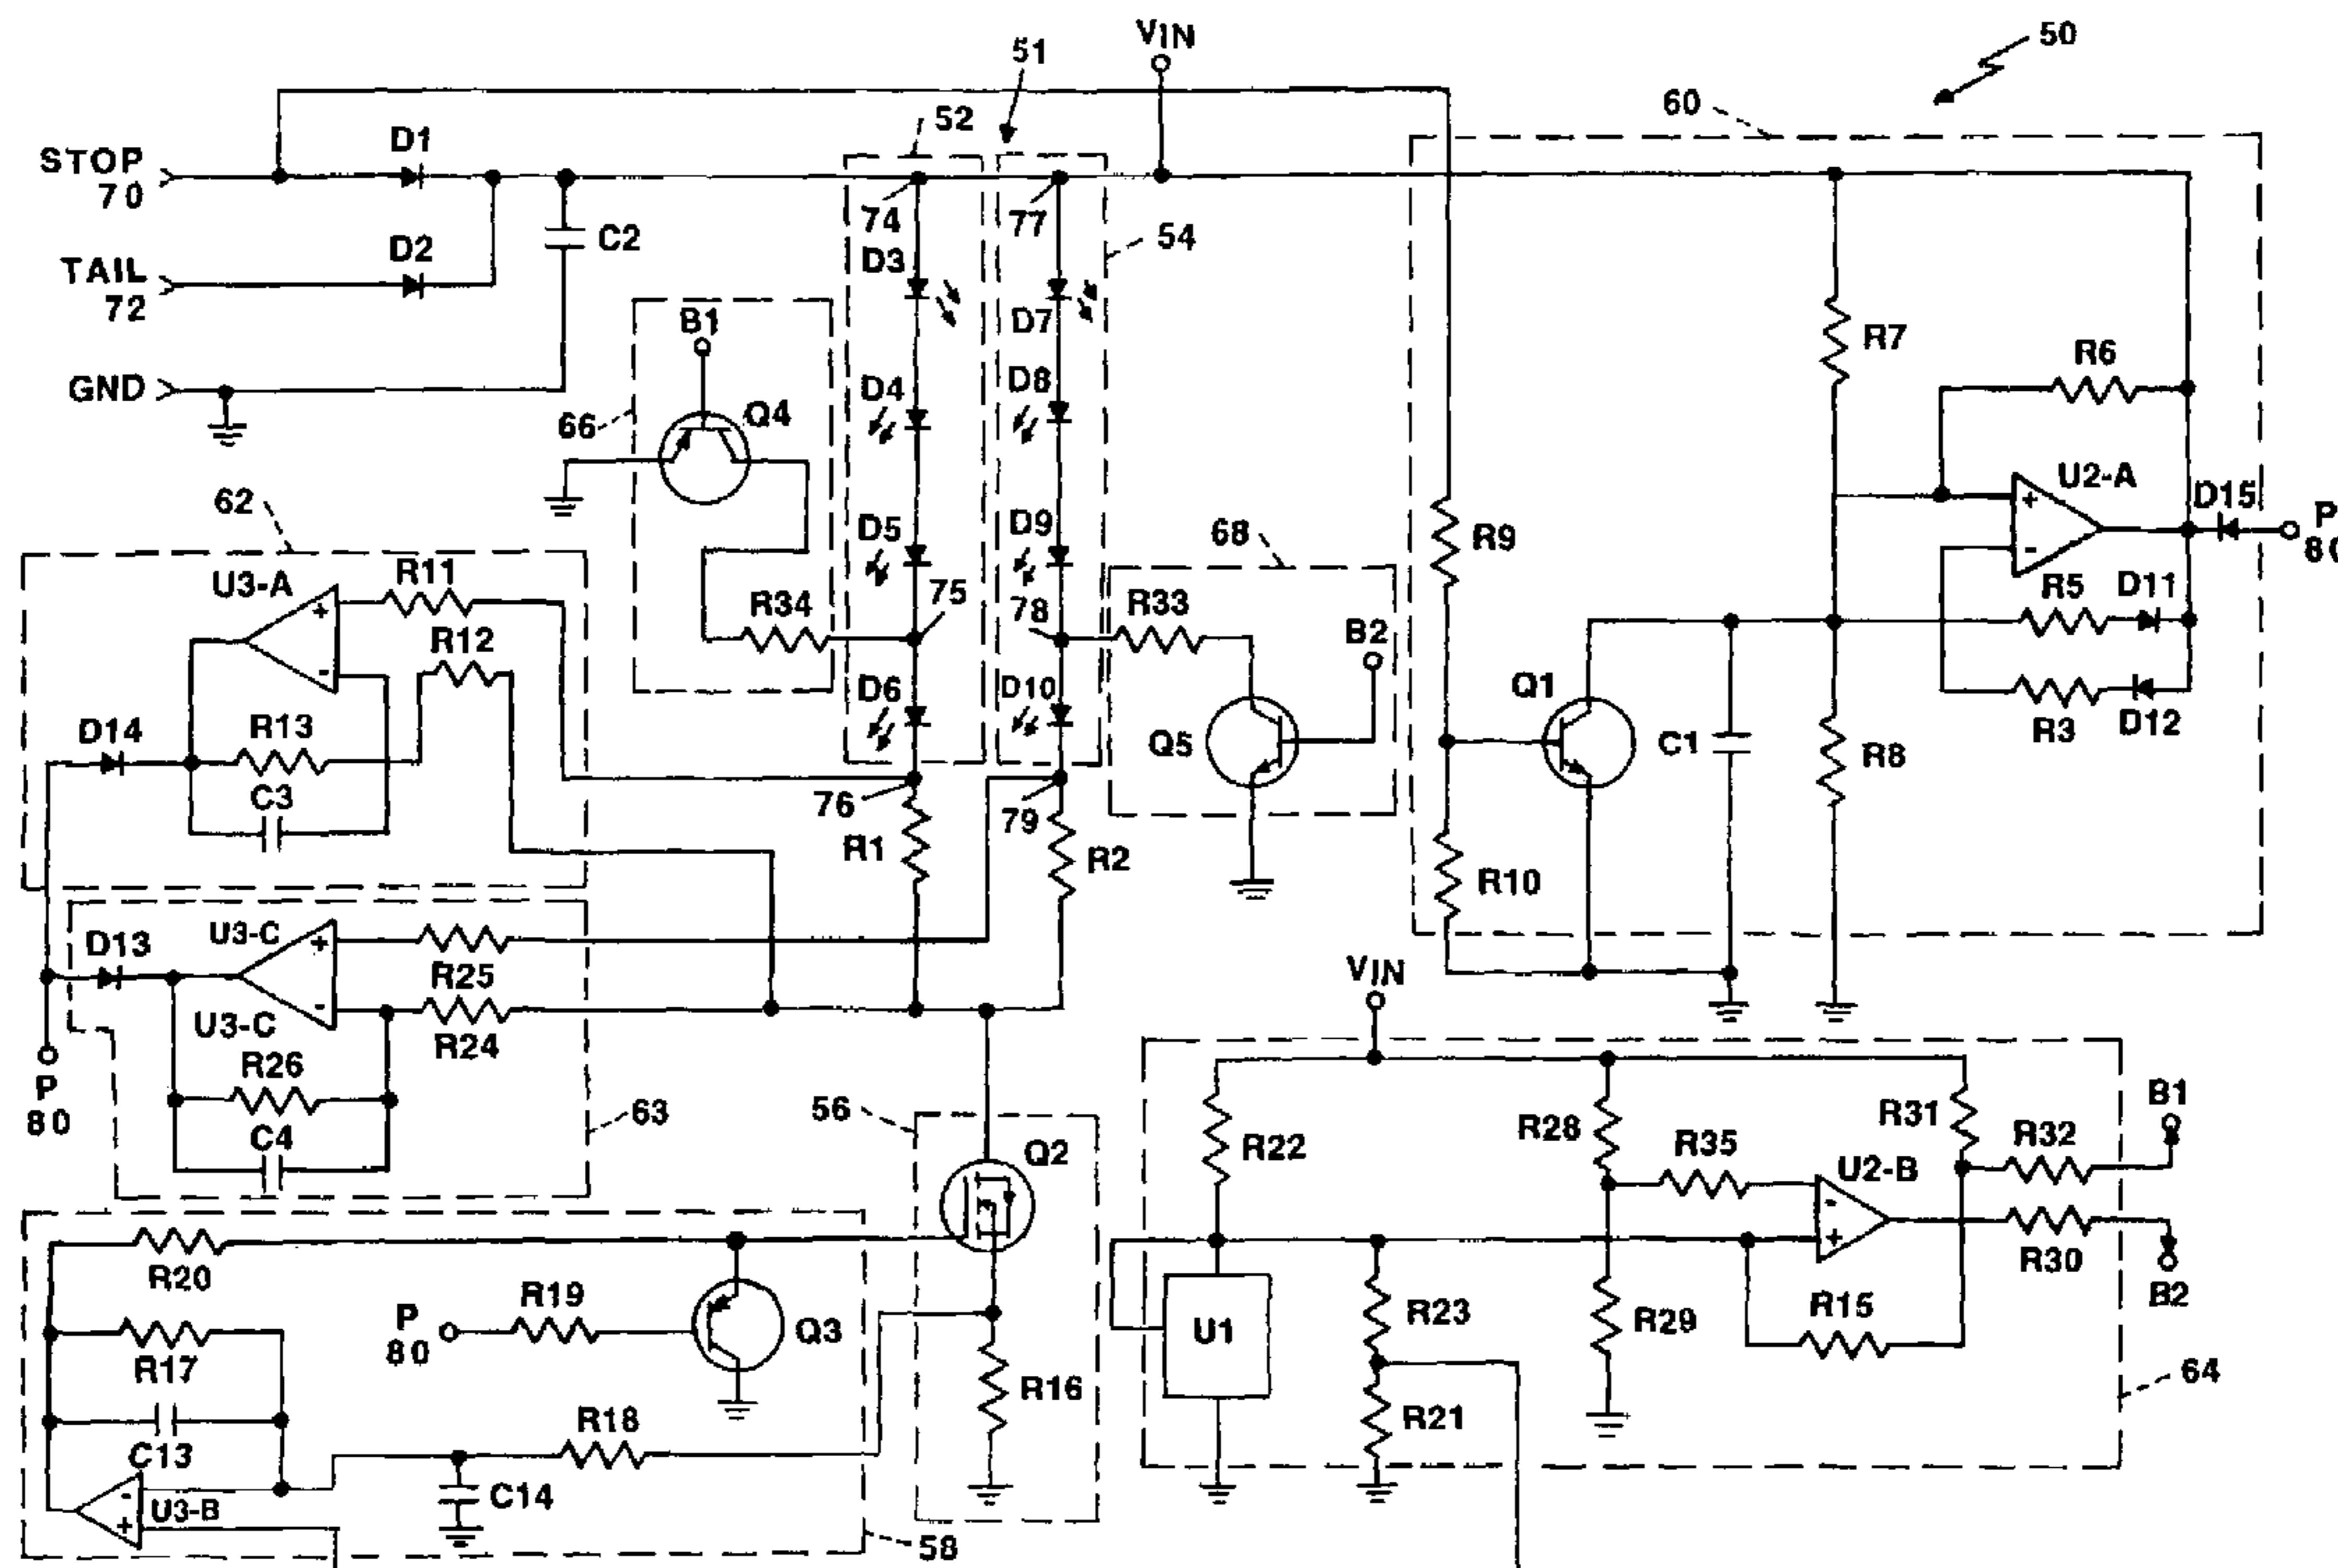 VIN
50
51
60
52
D1
STOP
70
74
77
C2
54
D2
D3
TAIL
72
R7
B1
D7
R6
D4
D8
GND
Q4
66
U2-A
D15
62
D5
D9
68
R9
P
80
R11
U3-A
75
R34
78
R33
R5
D11
R12
B2
D6
D10
Q1
R13
D14
Q5
R3
D12
C1
R8
C3
76
79
R1
R2
R10
D13
U3-C
R25
VIN
U3-C
R24
P
80
R26
63
56
B1
R31
C4
R28
R32
Q2
R22
R35
U2-B
R20
R30
B2
R19
P
80
Q3
R23
R29
R15
U1
R17
R16
64
R18
R21
C13
C14
U3-B
58